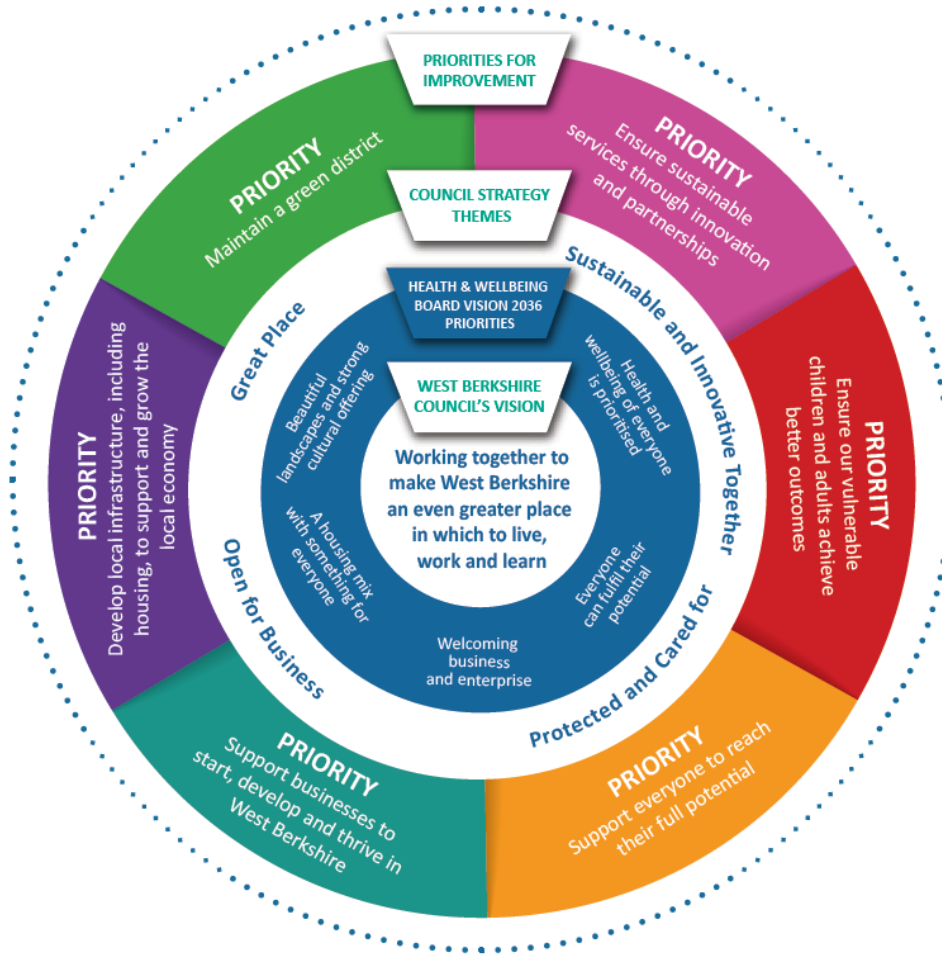 PRIORITIES FOR
IMPROVEMENT
PRIORITY
Maintain a green district
PRIORITY
Ensure sustainable
services through innovation
and partnerships
PRIORITY
Ensure our vulnerable
children and adults achieve
better outcomes
PRIORITY
Support everyone to reach
their full potential
PRIORITY
Support businesses to
start, develop and thrive in
West Berkshire
PRIORITY
Develop local infrastructure, including
housing, to support and grow the
local economy
COUNCIL STRATEGY
THEMES
Great Place
Sustainable and Innovative Together
Protected and Cared for
Open for Business
HEALTH & WELLBEING
BOARD VISION 2036
PRIORITIES
Beautiful
landscapes and strong
cultural offering
Health and
wellbeing of everyone
is prioritised
Everyone
can fulfil their
potential
Welcoming
business
and enterprise
A housing mix
with something for
everyone
WEST BERKSHIRE
COUNCIL'S VISION
Working together to
make West Berkshire
an even greater place
in which to live,
work and learn